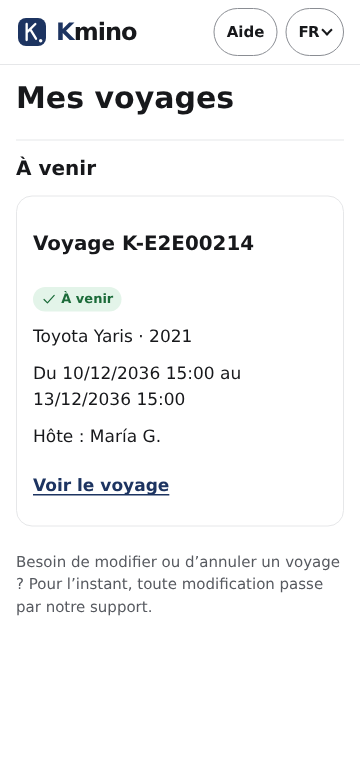 K. Kmino
Aide
FR
Mes voyages
À venir
Voyage K-E2E00214
À venir
Toyota Yaris · 2021
Du 10/12/2036 15:00 au
13/12/2036 15:00
Hôte : María G.
Voir le voyage
Besoin de modifier ou d’annuler un voyage
? Pour l’instant, toute modification passe
par notre support.